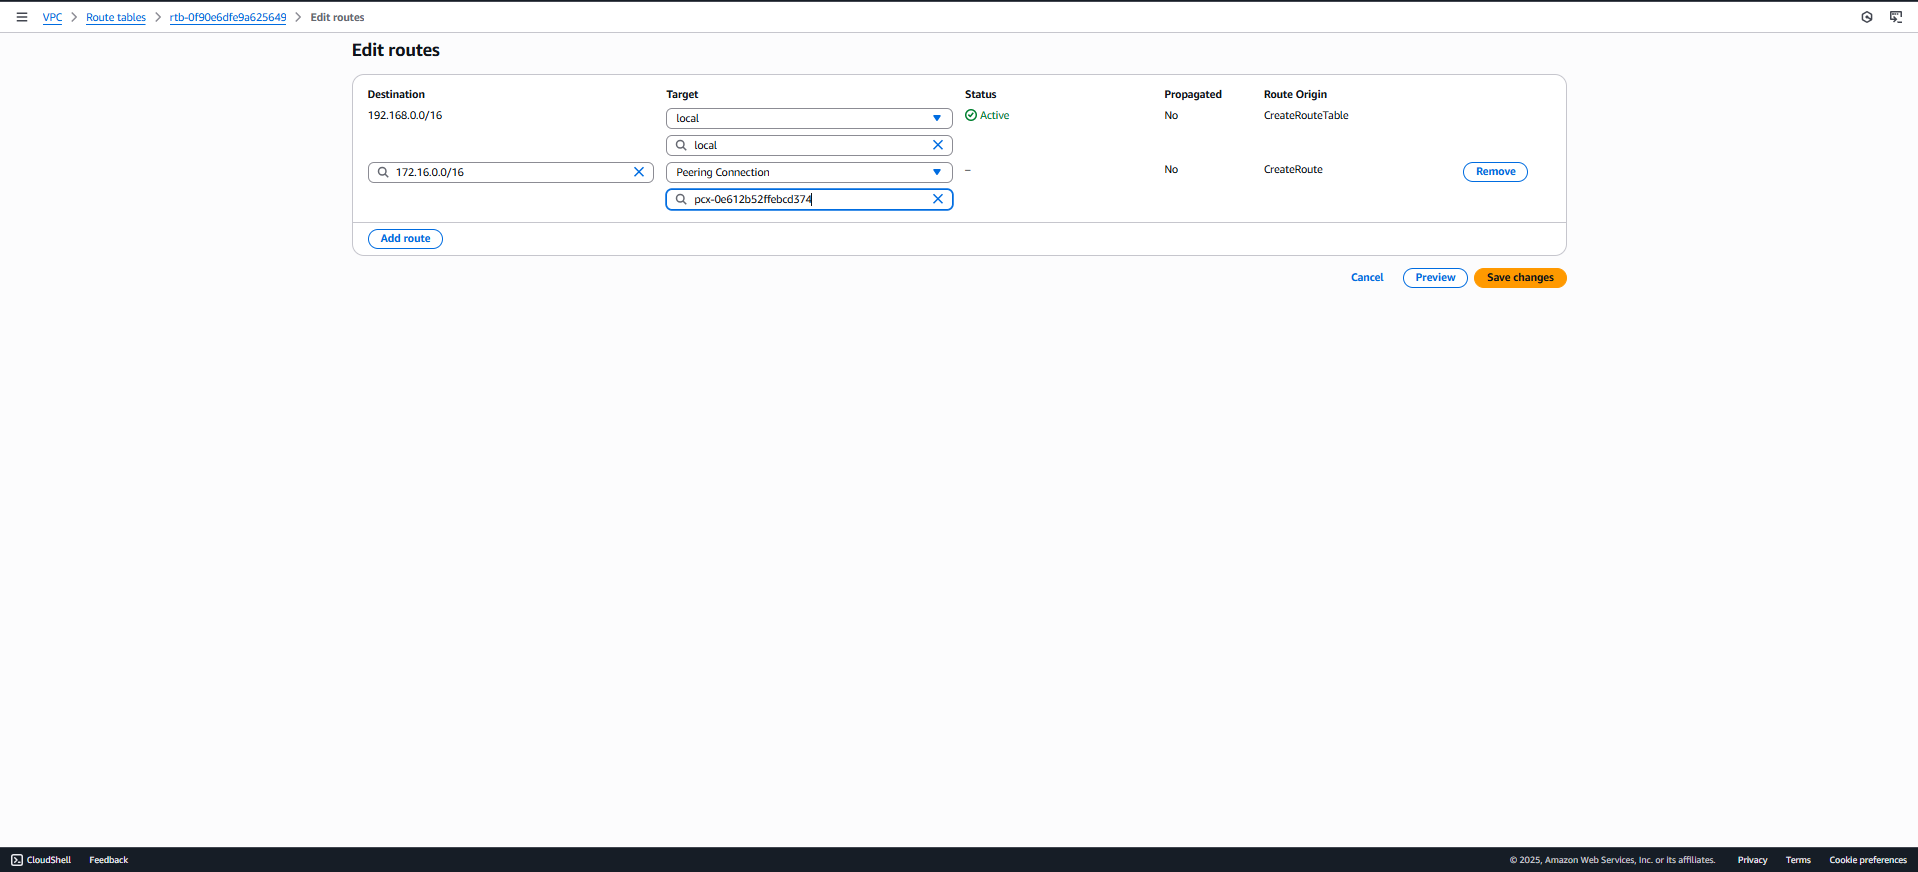 VPC > Route tables > rtb-0f90e6dfe9a625649 > Edit routes
Edit routes
Destination Target Status Propagated Route Origin
192.168.0.0/16 local Active No CreateRouteTable
local
172.16.0.0/16 Peering Connection – No CreateRoute Remove
pcx-0e612b52ffebcd374
Add route
Cancel Preview Save changes
CloudShell Feedback © 2025, Amazon Web Services, Inc. or its affiliates. Privacy Terms Cookie preferences